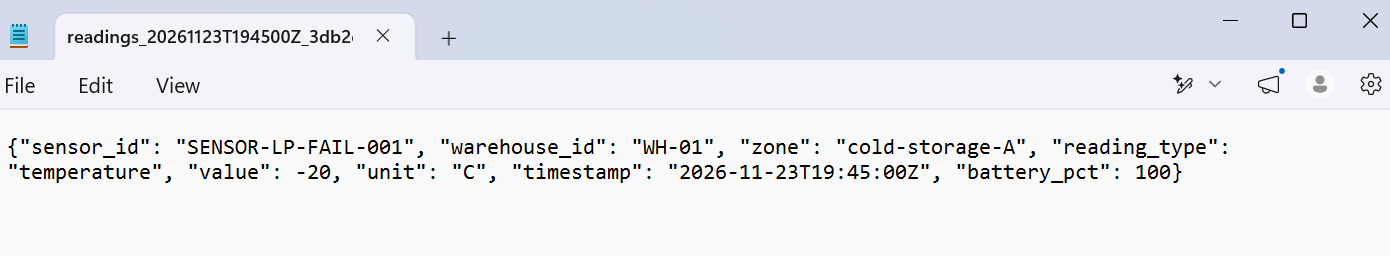 readings_20261123T194500Z_3db2
File
Edit
View
{"sensor_id": "SENSOR-LP-FAIL-001", "warehouse_id": "WH-01", "zone": "cold-storage-A", "reading_type":
"temperature", "value": -20, "unit": "C", "timestamp": "2026-11-23T19:45:00Z", "battery_pct": 100}